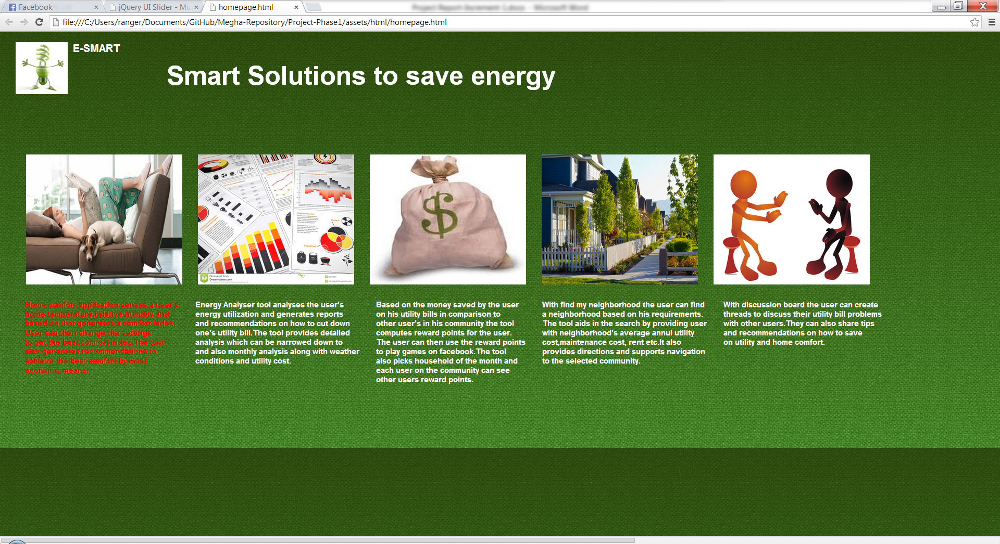 Facebook
jQuery UI Slider - Mu
homepage.html
Project Report-Increment 1.docx - Microsoft Word
file:///C:/Users/ranger/Documents/GitHub/Megha-Repository/Project-Phase1/assets/html/homepage.html
E-SMART
Smart Solutions to save energy
Download from
Dreamstime.com
$
Home comfort application senses a user's
home temperature,relative humdity and
based on that generates a comfort index.
User can then change the settings
to get the best comfort index.The tool
also generates recommendations to
achieve the best comfort by most
economic means.
Energy Analyser tool analyses the user's
energy utilization and generates reports
and recommendations on how to cut down
one's utility bill.The tool provides detailed
analysis which can be narrowed down to
and also monthly analysis along with weather
conditions and utility cost.
Based on the money saved by the user
on his utility bills in comparison to
other user's in his community the tool
computes reward points for the user.
The user can then use the reward points
to play games on facebook.The tool
also picks household of the month and
each user on the community can see
other users reward points.
With find my neighborhood the user can find
a neighborhood based on his requirements.
The tool aids in the search by providing user
with neighborhood's average annul utility
cost,maintenance cost, rent etc.It also
provides directions and supports navigation
to the selected community.
With discussion board the user can create
threads to discuss their utility bill problems
with other users.They can also share tips
and recommendations on how to save
on utility and home comfort.